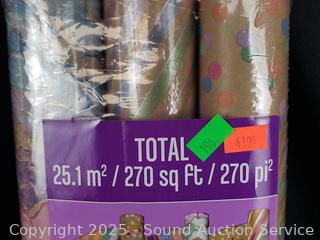 TOTAL
25.1 m² / 270 sq ft / 270 pi²
Copyright 2025 - Sound Auction Service